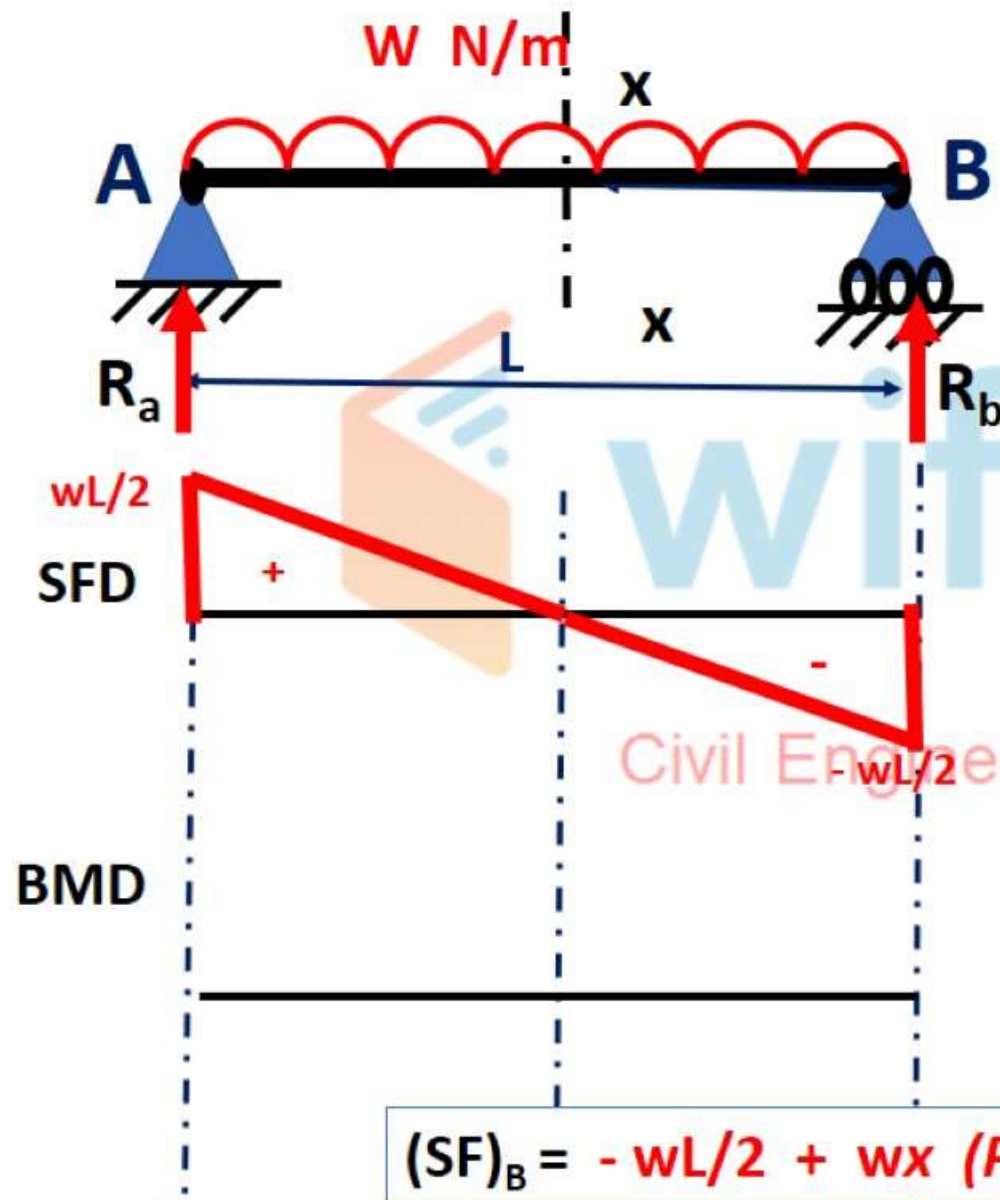 W N/m
x
A
B
x
L
Ra
Rb
wL/2
SFD
+
-
Civil Engine
- wL/2
BMD
(SF)B = - wL/2 + wx (